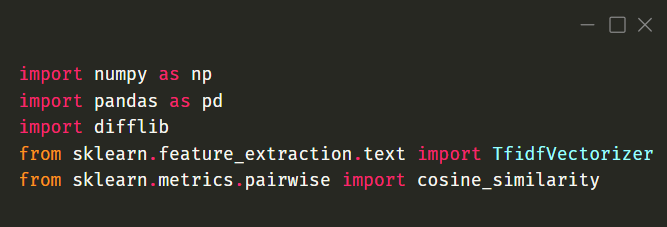 import numpy as np
import pandas as pd
import difflib
from sklearn.feature_extraction.text import TfidfVectorizer
from sklearn.metrics.pairwise import cosine_similarity